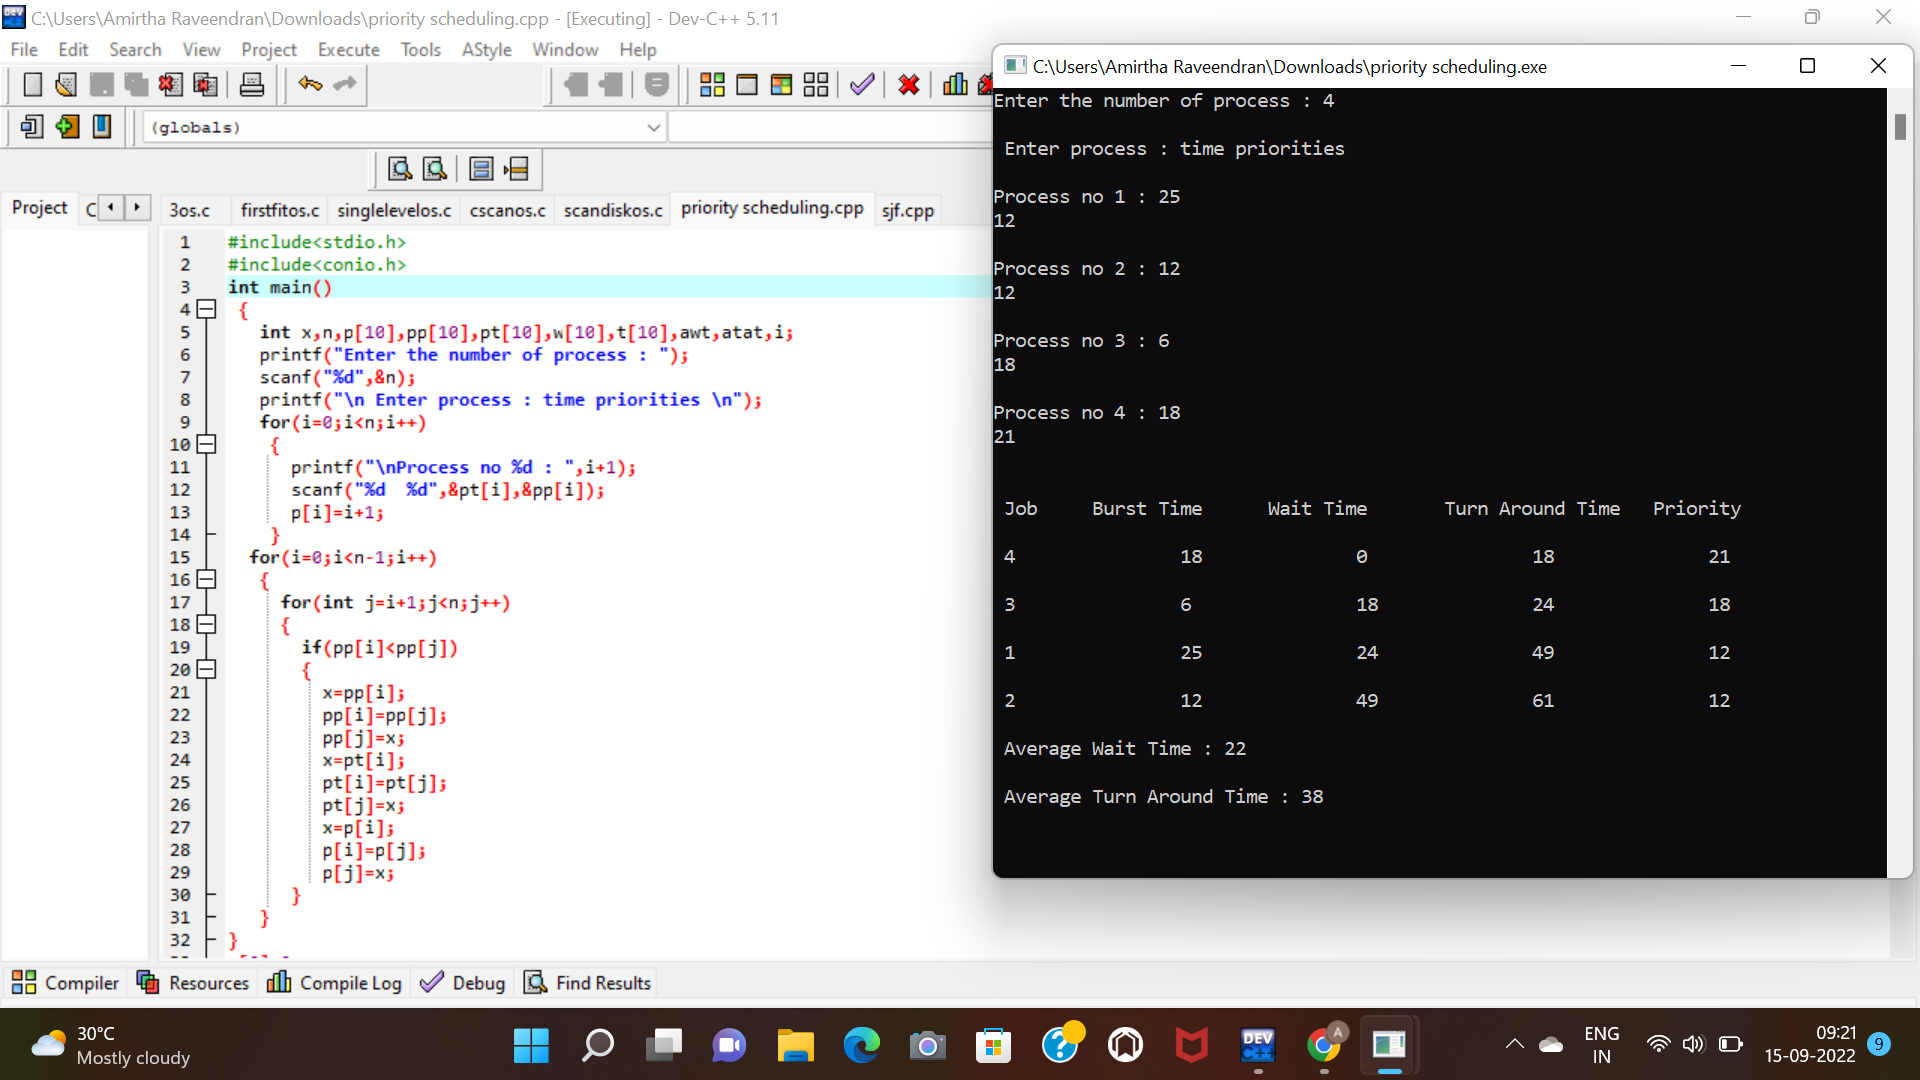 C:\Users\Amirtha Raveendran\Downloads\priority scheduling.cpp - [Executing] - Dev-C++ 5.11
File Edit Search View Project Execute Tools AStyle Window Help
(globals)
Project C
3os.c firstfitos.c singlelevelos.c cscanos.c scandiskos.c priority scheduling.cpp sjf.cpp
1 #include<stdio.h>
2 #include<conio.h>
3 int main()
4 {
5 int x,n,p[10],pp[10],pt[10],w[10],t[10],awt,atat,i;
6 printf("Enter the number of process : ");
7 scanf("%d",&n);
8 printf("\n Enter process : time priorities \n");
9 for(i=0;i<n;i++)
10 {
11 printf("\nProcess no %d : ",i+1);
12 scanf("%d  %d",&pt[i],&pp[i]);
13 p[i]=i+1;
14 }
15 for(i=0;i<n-1;i++)
16 {
17 for(int j=i+1;j<n;j++)
18 {
19 if(pp[i]<pp[j])
20 {
21 x=pp[i];
22 pp[i]=pp[j];
23 pp[j]=x;
24 x=pt[i];
25 pt[i]=pt[j];
26 pt[j]=x;
27 x=p[i];
28 p[i]=p[j];
29 p[j]=x;
30 }
31 }
32 }
C:\Users\Amirtha Raveendran\Downloads\priority scheduling.exe
Enter the number of process : 4
Enter process : time priorities
Process no 1 : 25
12
Process no 2 : 12
12
Process no 3 : 6
18
Process no 4 : 18
21
Job Burst Time Wait Time Turn Around Time Priority
4 18 0 18 21
3 6 18 24 18
1 25 24 49 12
2 12 49 61 12
Average Wait Time : 22
Average Turn Around Time : 38
Compiler Resources Compile Log Debug Find Results
30°C
Mostly cloudy
DEV
C++
A
ENG
IN
09:21
15-09-2022
9